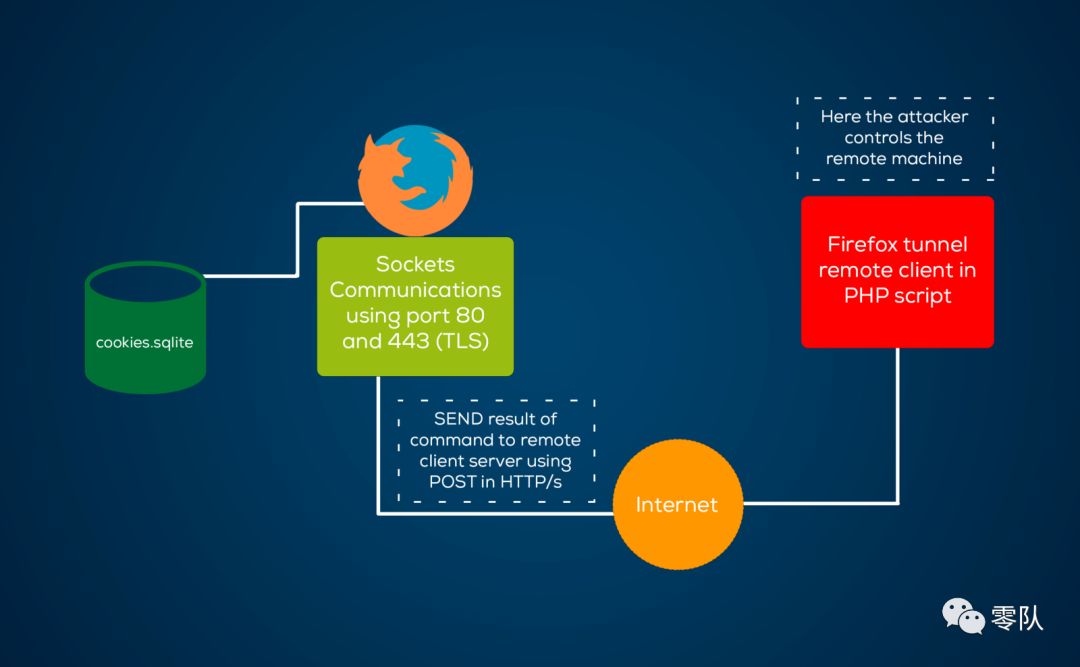 Here the attacker
controls the
remote machine
Sockets
Communications
using port 80
and 443 (TLS)
Firefox tunnel
remote client in
PHP script
cookies.sqlite
SEND result of
command to remote
client server using
POST in HTTP/s
Internet
零队